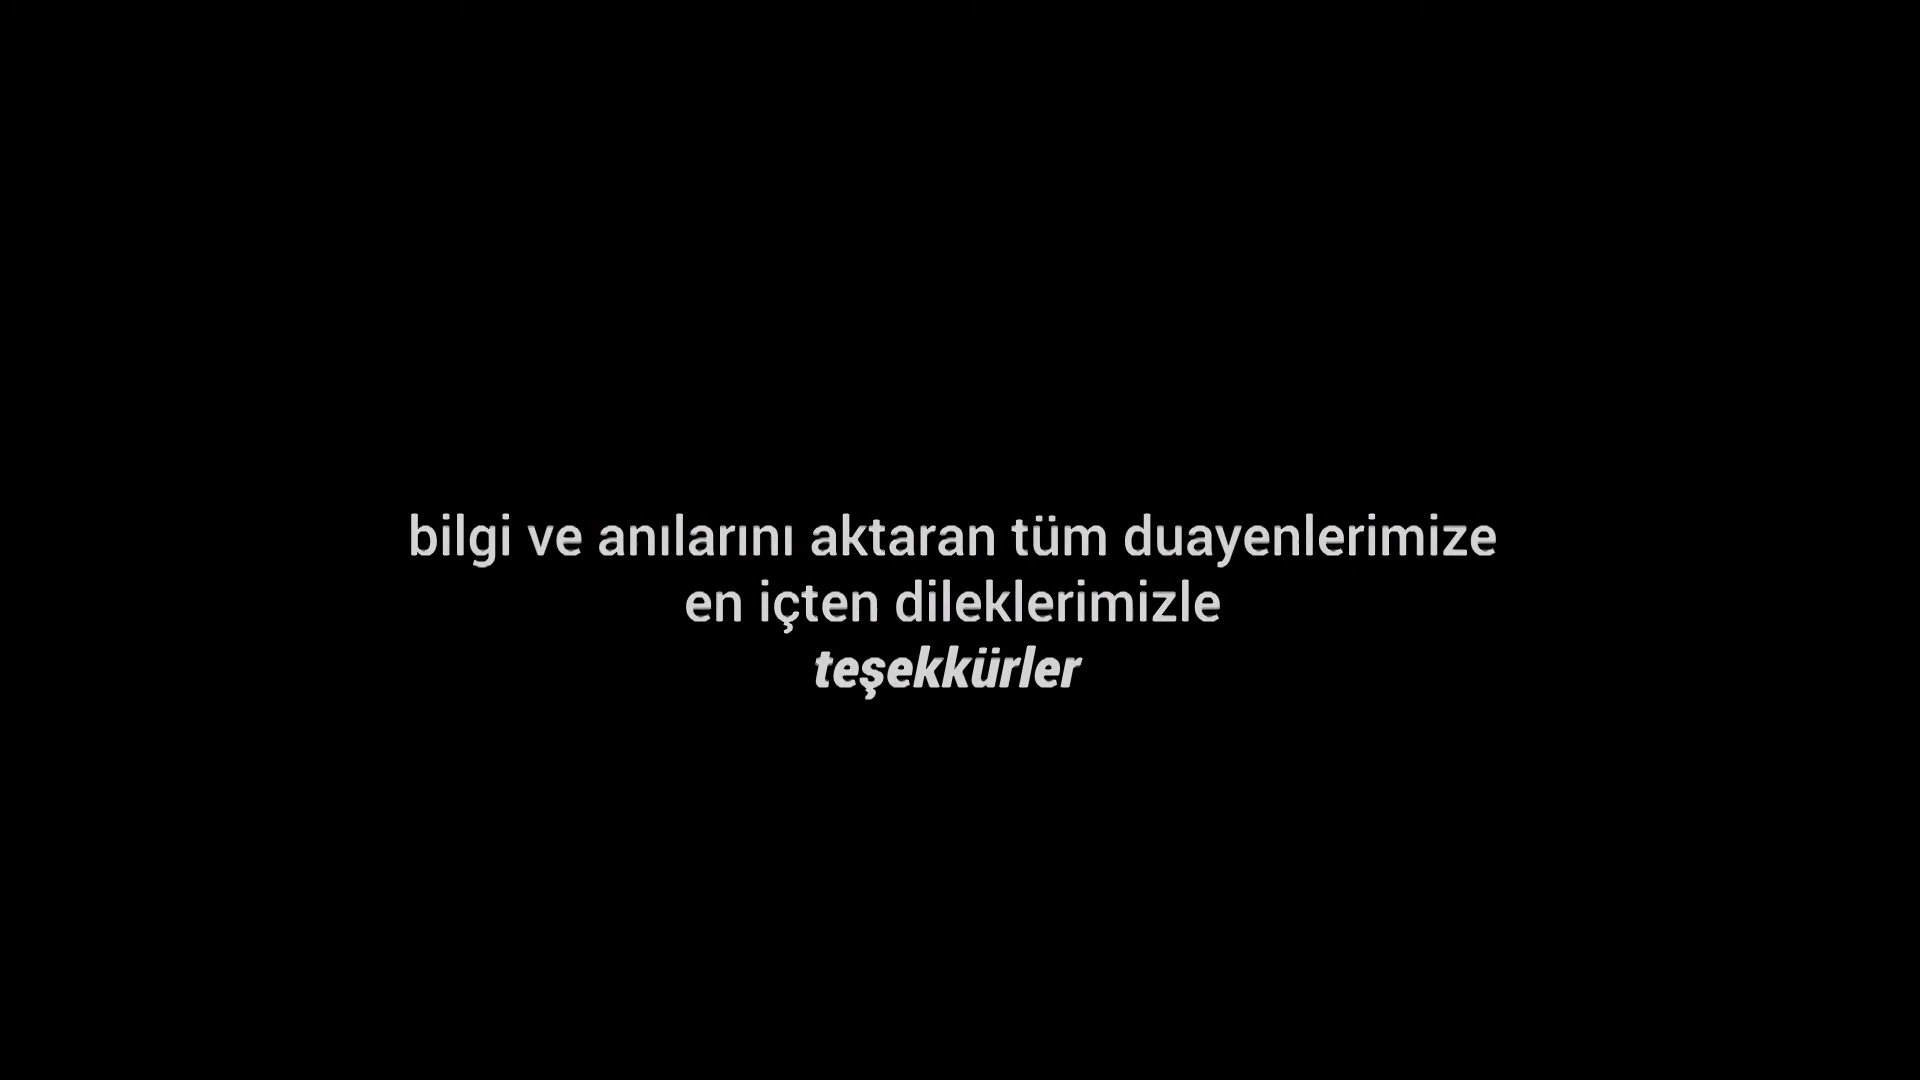 bilgi ve anılarını aktaran tüm duayenlerimize
en içten dileklerimizle
teşekkürler